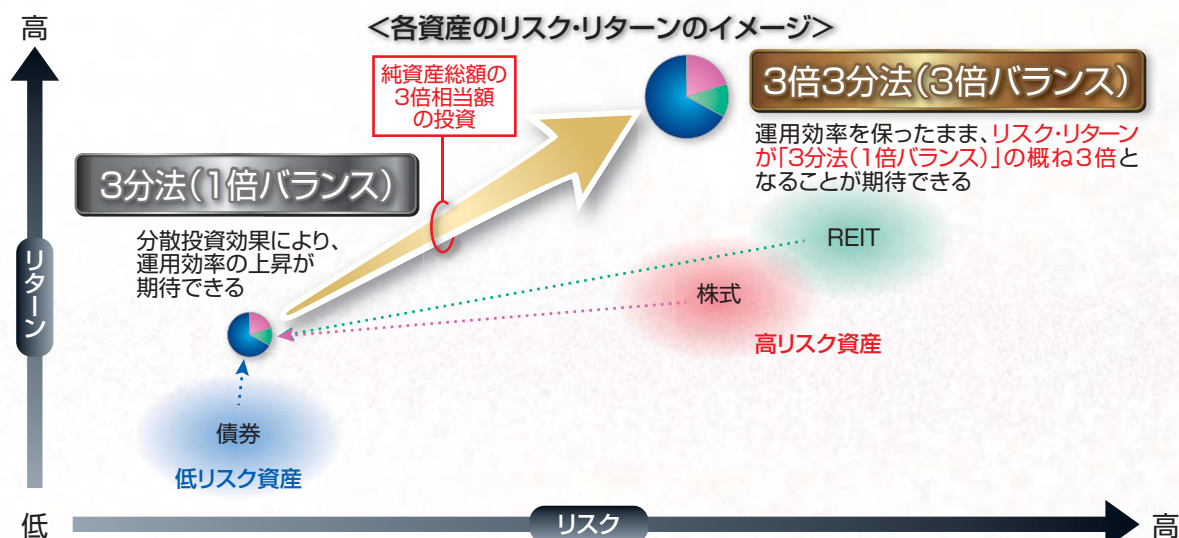 <各資産のリスク・リターンのイメージ>
高
純資産総額の
3倍相当額
の投資
3倍3分法(3倍バランス)
運用効率を保ったまま、リスク・リターン
が「3分法(1倍バランス)」の概ね3倍と
なることが期待できる
3分法(1倍バランス)
分散投資効果により、
運用効率の上昇が
期待できる
リターン
REIT
株式
高リスク資産
債券
低リスク資産
低
リスク
高